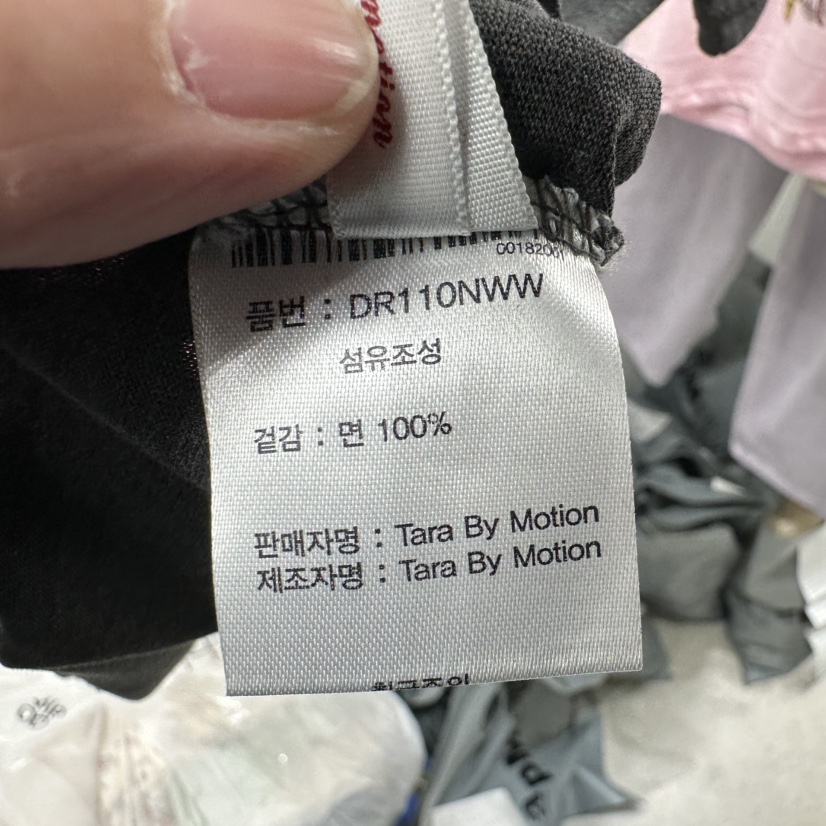 motion
품번 : DR110NWW
섬유조성
겉감 : 면 100%
판매자명 : Tara By Motion
제조자명 : Tara By Motion